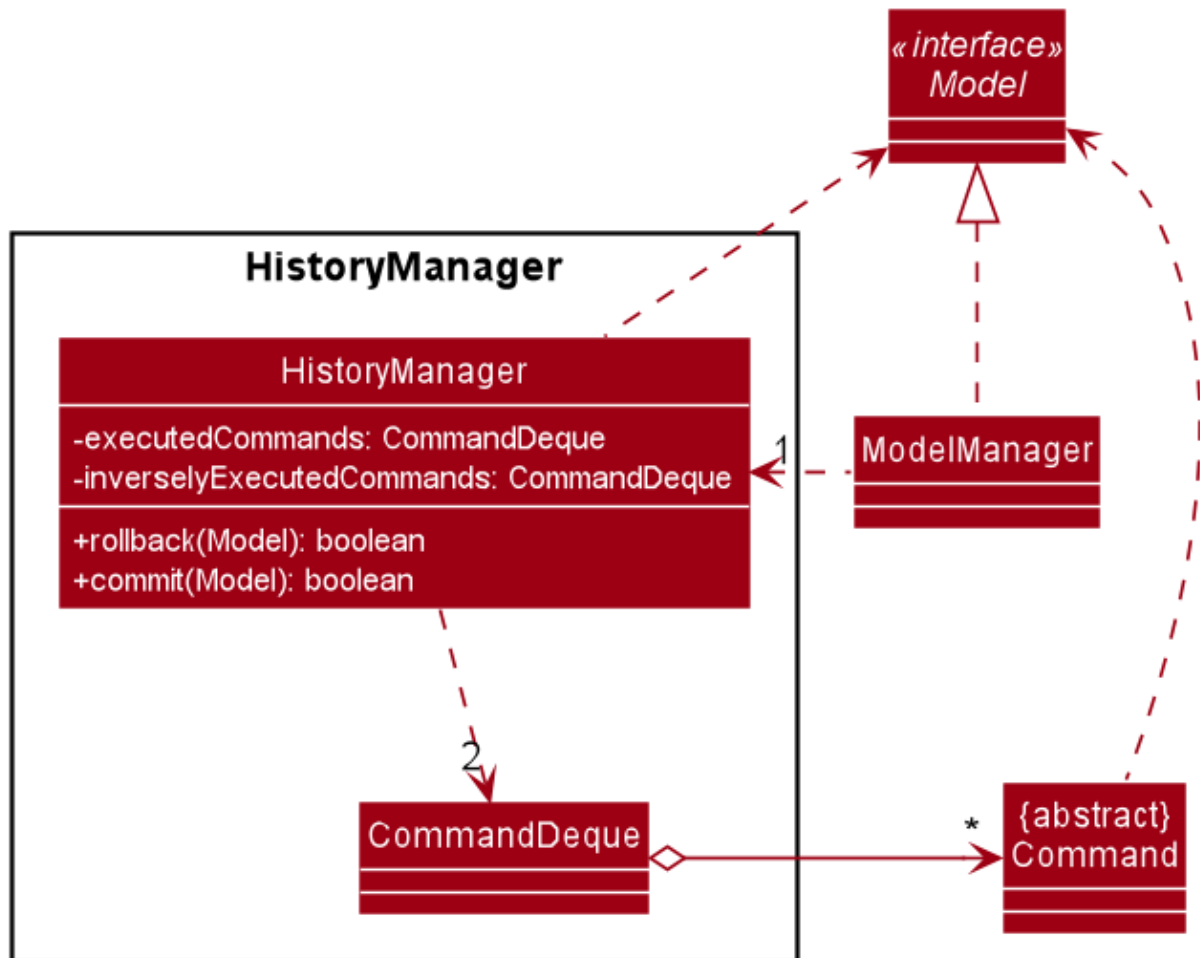 «interface»
Model
HistoryManager
HistoryManager
-executedCommands: CommandDeque
-inverselyExecutedCommands: CommandDeque
+rollback(Model): boolean
+commit(Model): boolean
1
ModelManager
2
CommandDeque
*
{abstract}
Command